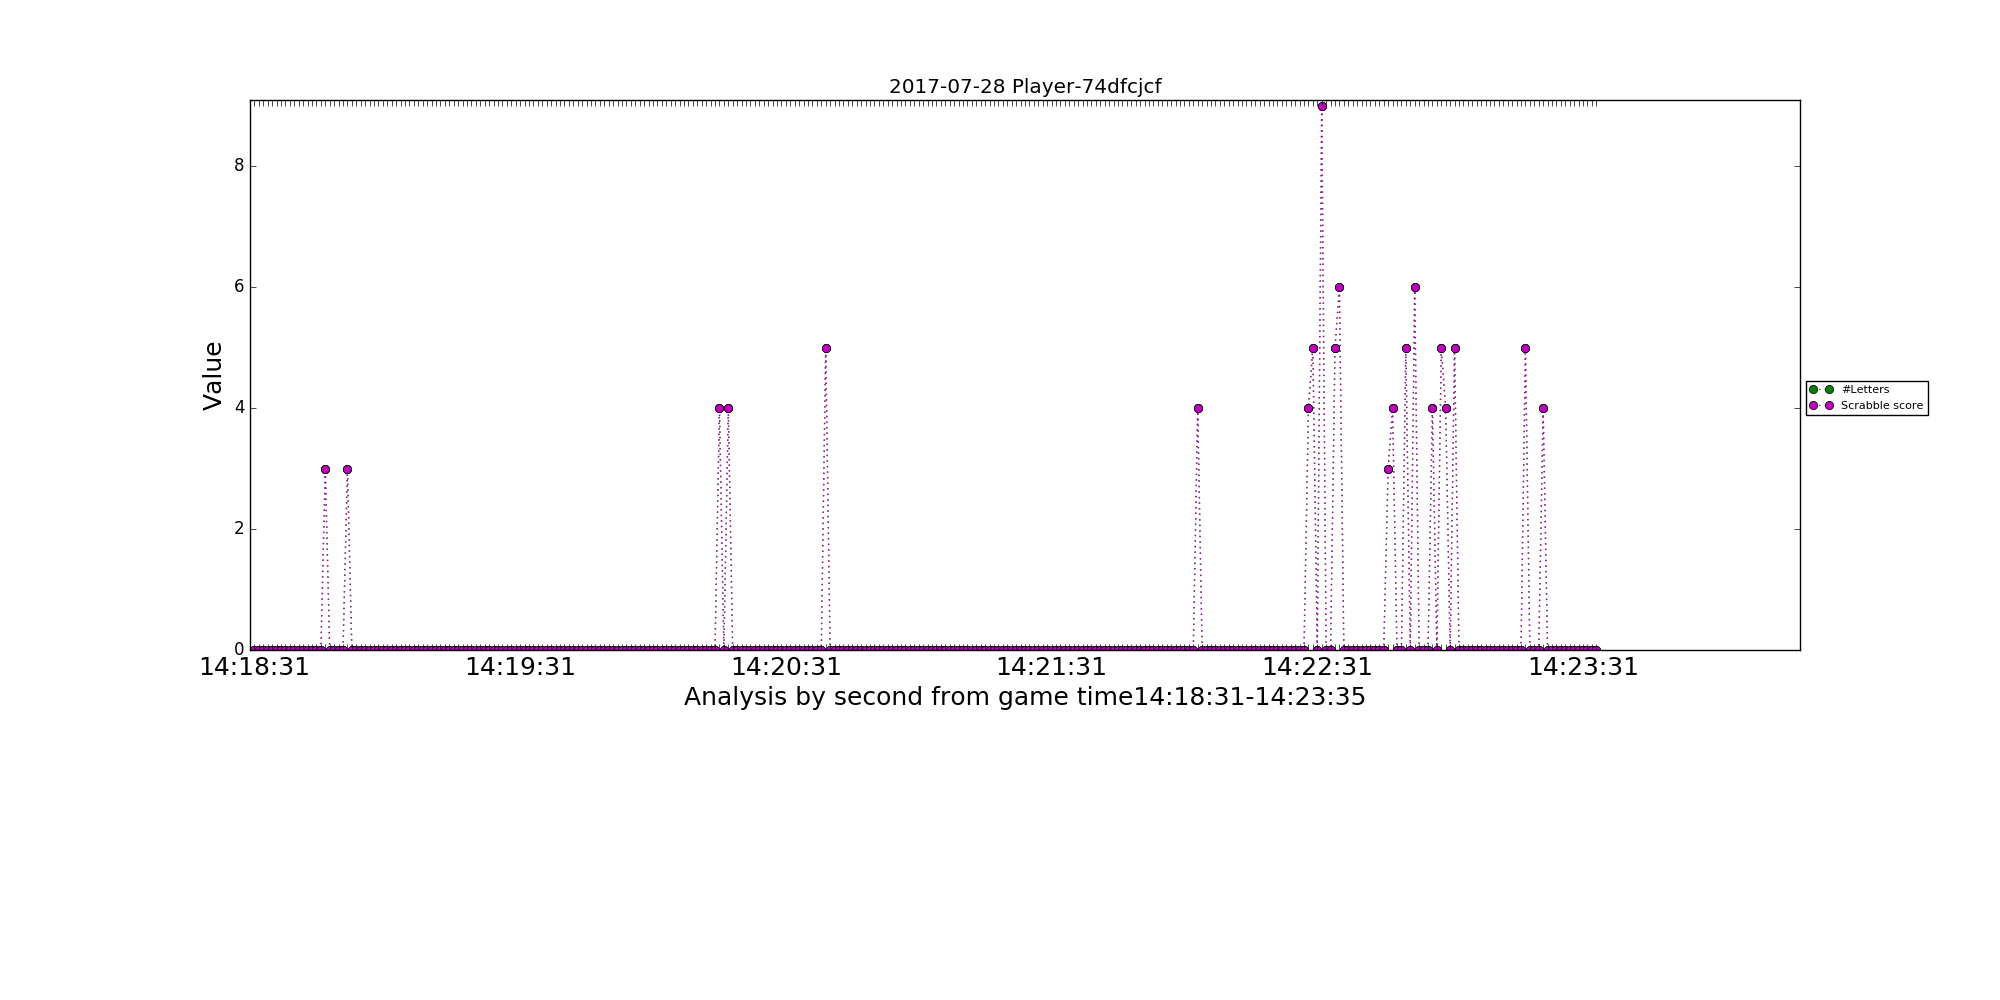 2017-07-28 Player-74dfcjcf
8
6
4
2
0
Value
14:18:31 14:19:31 14:20:31 14:21:31 14:22:31 14:23:31
Analysis by second from game time14:18:31-14:23:35
#Letters
Scrabble score